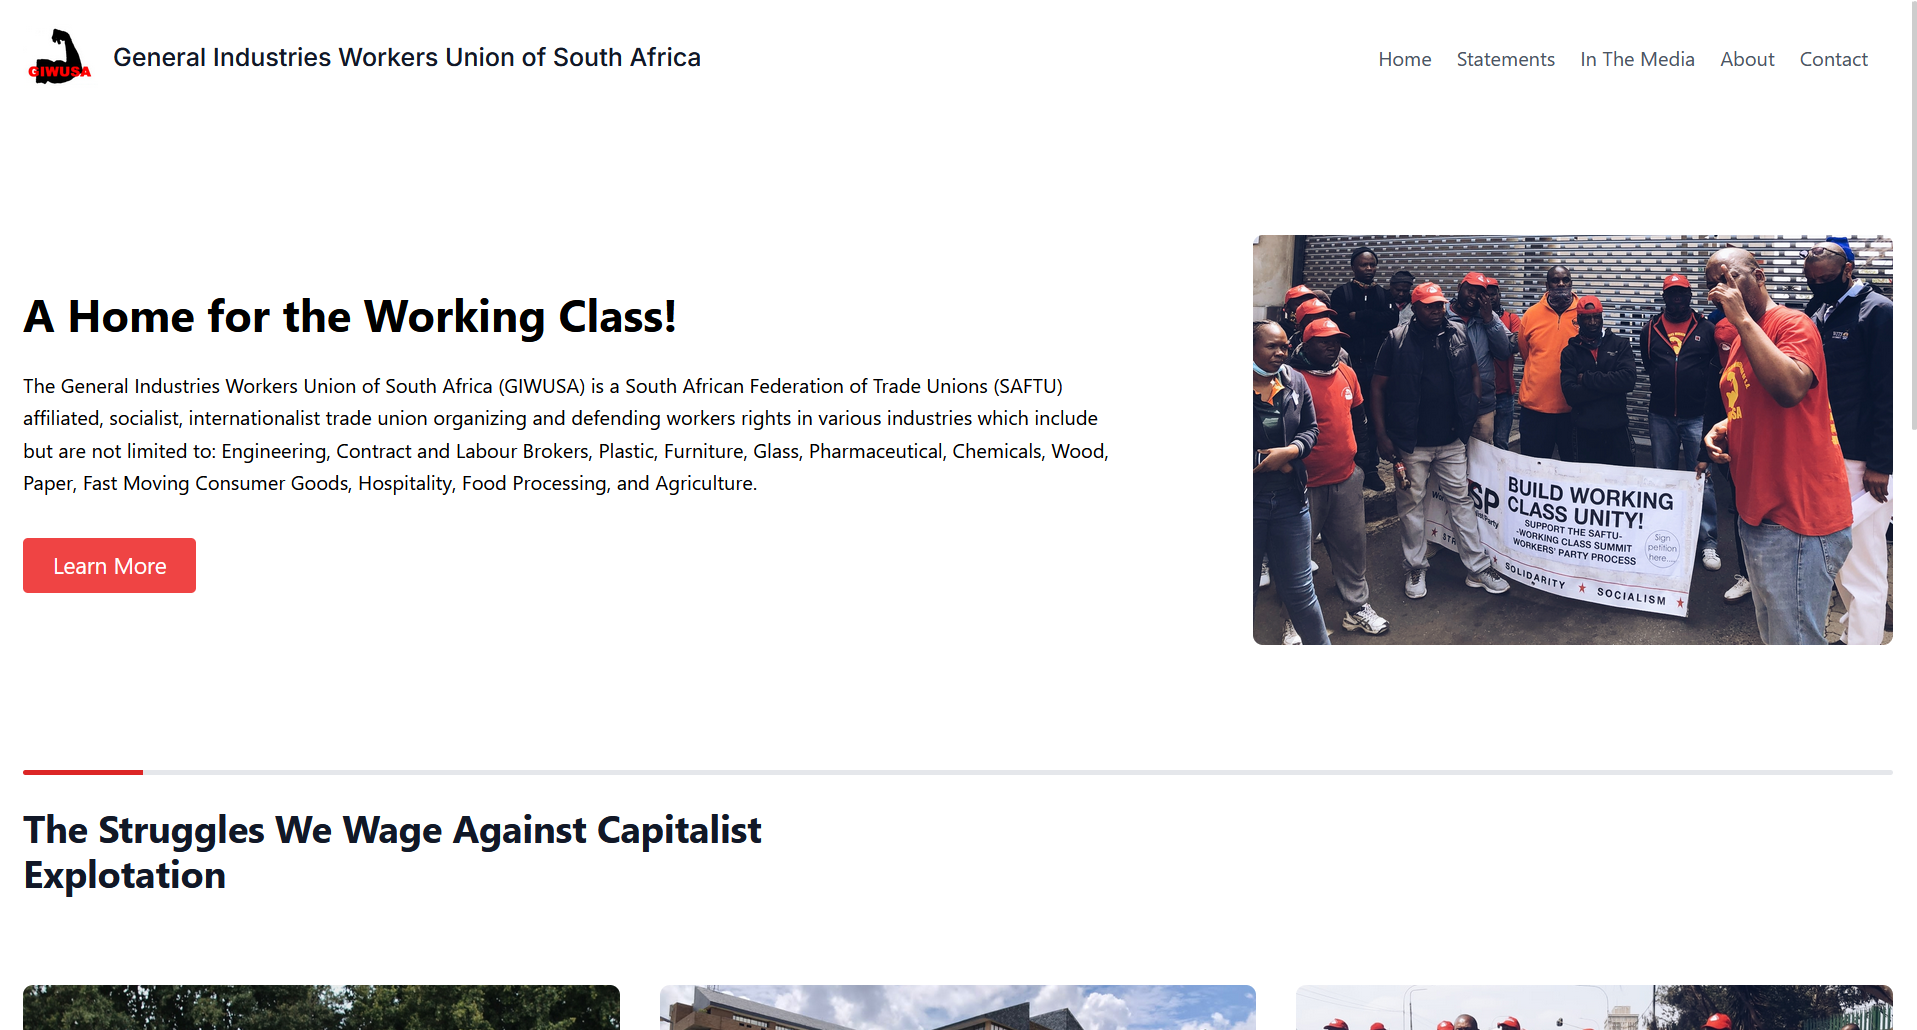 GIWUSA
General Industries Workers Union of South Africa
Home Statements In The Media About Contact
A Home for the Working Class!
The General Industries Workers Union of South Africa (GIWUSA) is a South African Federation of Trade Unions (SAFTU)
affiliated, socialist, internationalist trade union organizing and defending workers rights in various industries which include
but are not limited to: Engineering, Contract and Labour Brokers, Plastic, Furniture, Glass, Pharmaceutical, Chemicals, Wood,
Paper, Fast Moving Consumer Goods, Hospitality, Food Processing, and Agriculture.
Learn More
SP
BUILD WORKING
CLASS UNITY!
SUPPORT THE SAFTU-
-WORKING CLASS SUMMIT
WORKERS' PARTY PROCESS
Sign
petition
here....
SOLIDARITY ★ SOCIALISM ★
The Struggles We Wage Against Capitalist
Explotation